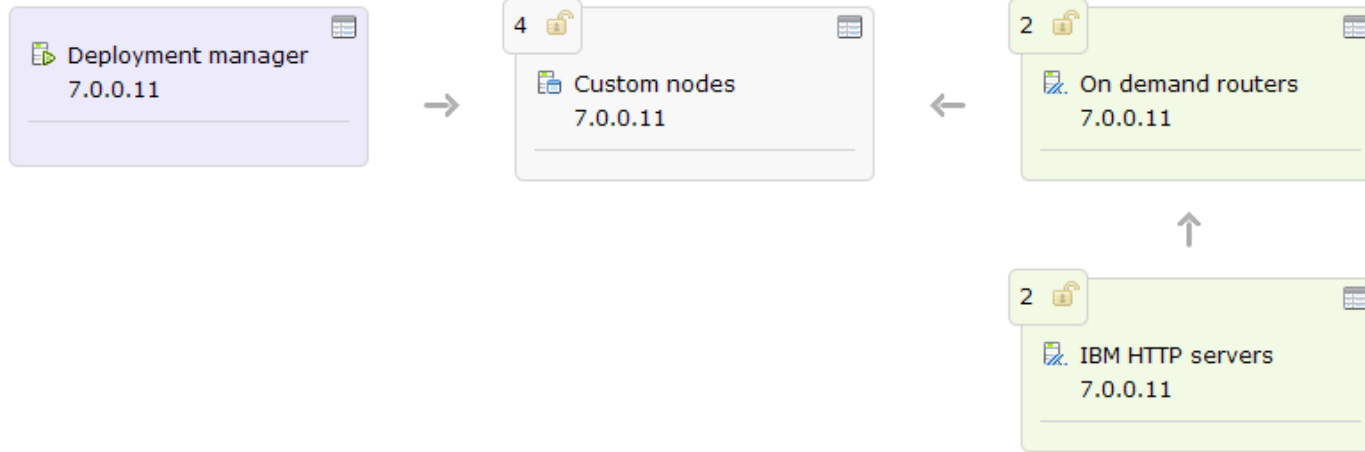 Deployment manager
7.0.0.11
4
Custom nodes
7.0.0.11
2
On demand routers
7.0.0.11
2
IBM HTTP servers
7.0.0.11